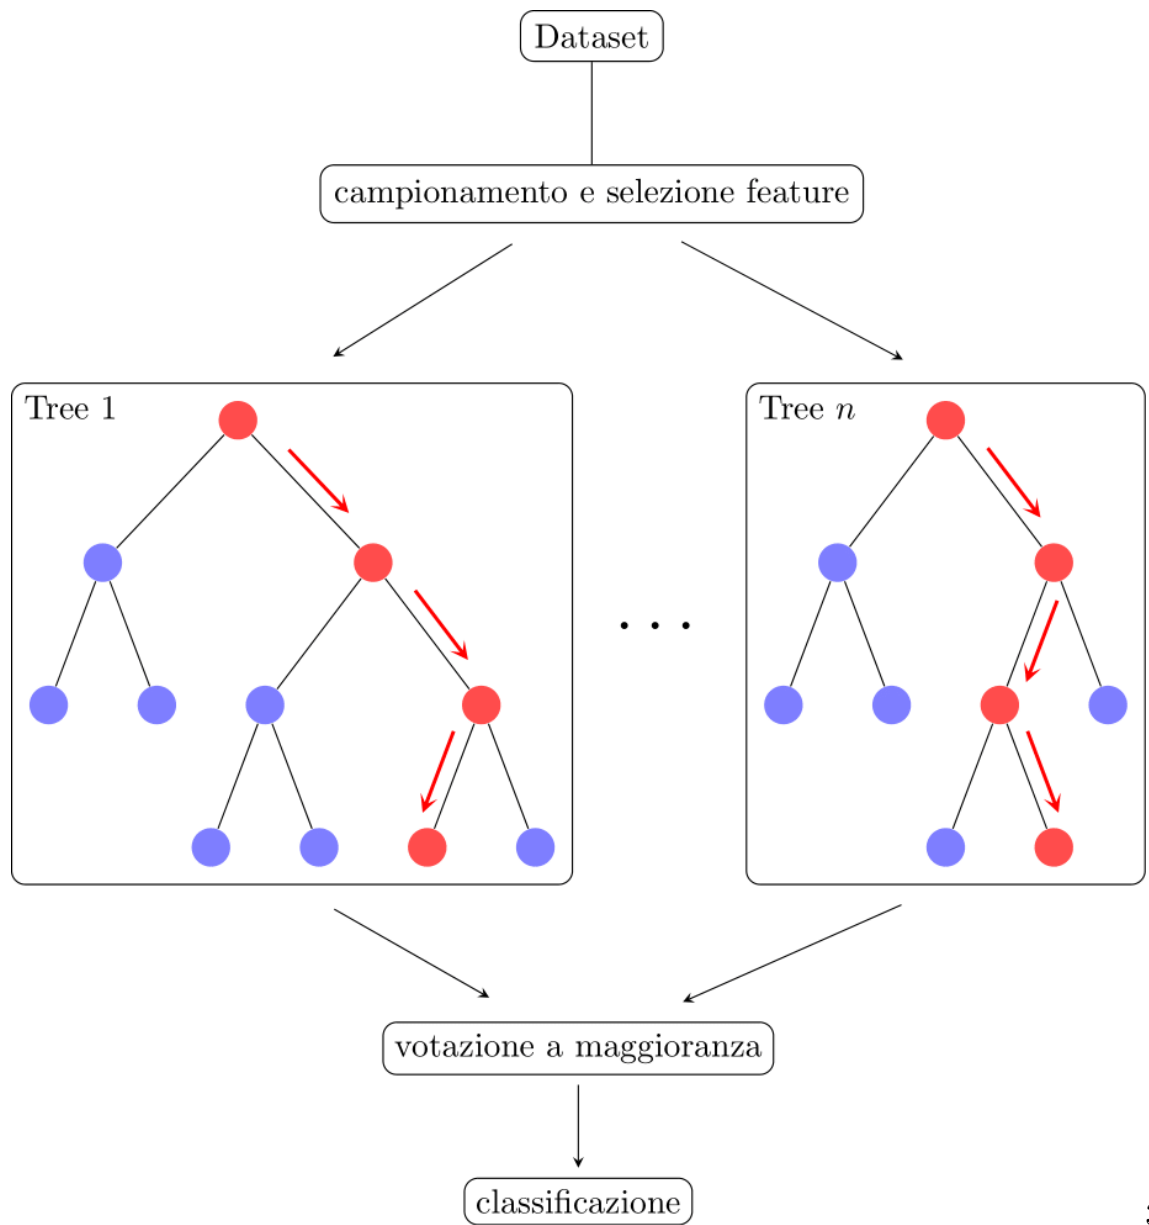 Dataset
campionamento e selezione feature
Tree 1
Tree n
. . .
votazione a maggioranza
classificazione